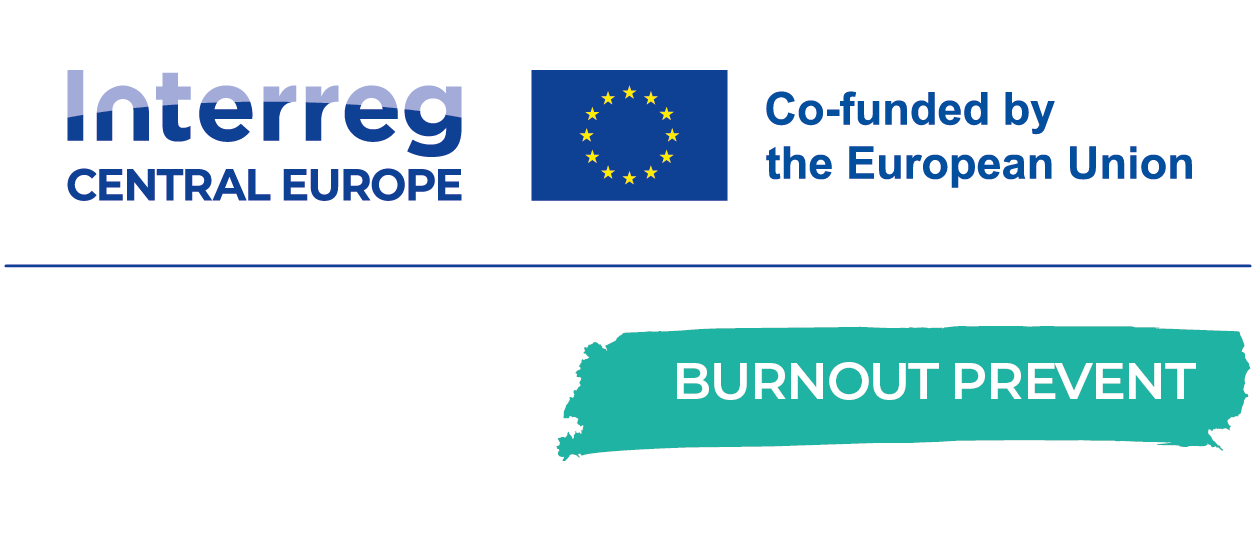 Interreg
CENTRAL EUROPE
Co-funded by
the European Union
BURNOUT PREVENT